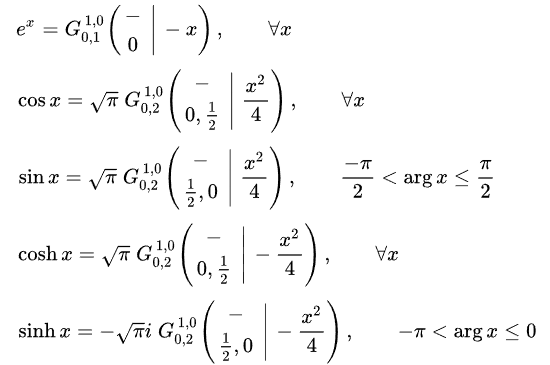 $e^x = G_{0,1}^{\,1,0}\left(\begin{matrix} - \\ 0 \end{matrix} \;\middle|\; -x\right), \qquad \forall x$
$\cos x = \sqrt{\pi}\; G_{0,2}^{\,1,0}\left(\begin{matrix} - \\ 0, \frac{1}{2} \end{matrix} \;\middle|\; \frac{x^2}{4}\right), \qquad \forall x$
$\sin x = \sqrt{\pi}\; G_{0,2}^{\,1,0}\left(\begin{matrix} - \\ \frac{1}{2}, 0 \end{matrix} \;\middle|\; \frac{x^2}{4}\right), \qquad \frac{-\pi}{2} < \arg x \leq \frac{\pi}{2}$
$\cosh x = \sqrt{\pi}\; G_{0,2}^{\,1,0}\left(\begin{matrix} - \\ 0, \frac{1}{2} \end{matrix} \;\middle|\; -\frac{x^2}{4}\right), \qquad \forall x$
$\sinh x = -\sqrt{\pi} i\; G_{0,2}^{\,1,0}\left(\begin{matrix} - \\ \frac{1}{2}, 0 \end{matrix} \;\middle|\; -\frac{x^2}{4}\right), \qquad -\pi < \arg x \leq 0$